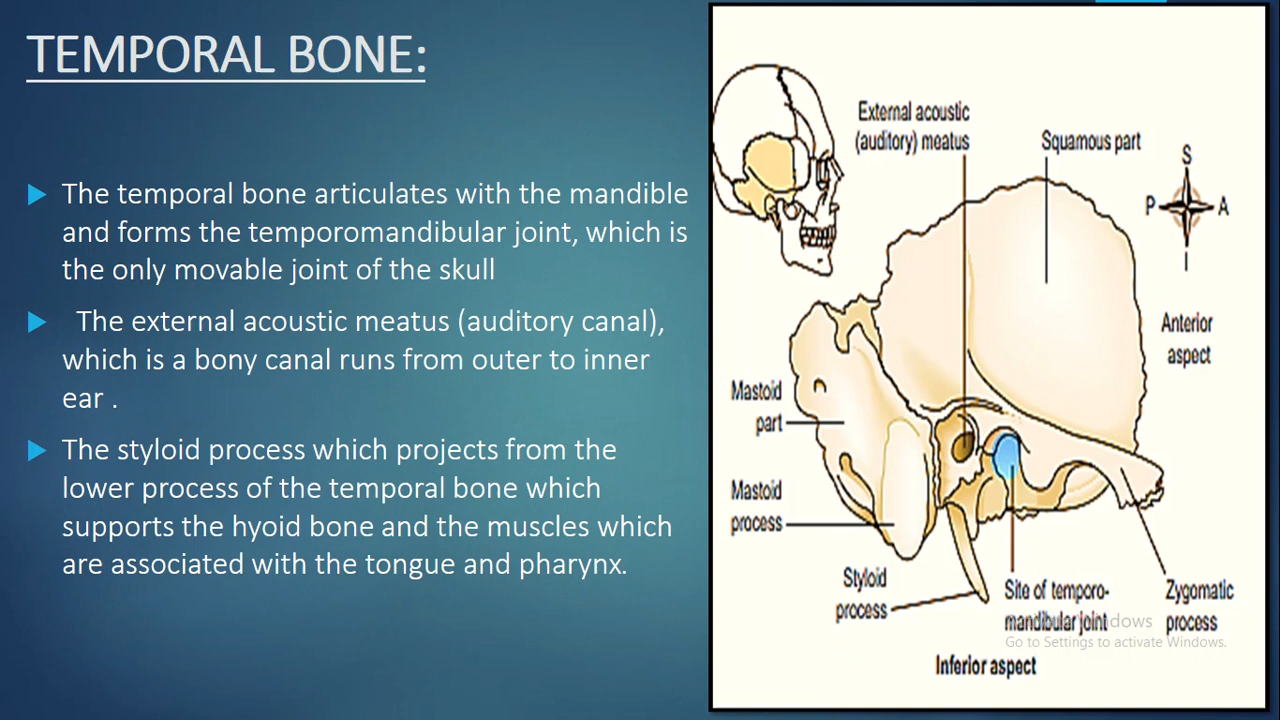 TEMPORAL BONE:
The temporal bone articulates with the mandible
and forms the temporomandibular joint, which is
the only movable joint of the skull
The external acoustic meatus (auditory canal),
which is a bony canal runs from outer to inner
ear .
The styloid process which projects from the
lower process of the temporal bone which
supports the hyoid bone and the muscles which
are associated with the tongue and pharynx.
External acoustic
(auditory) meatus
Squamous part
S
P
A
I
Anterior
aspect
Mastoid
part
Mastoid
process
Styloid
process
Site of temporo-
mandibular joint
Zygomatic
process
Go to Settings to activate Windows.
Inferior aspect